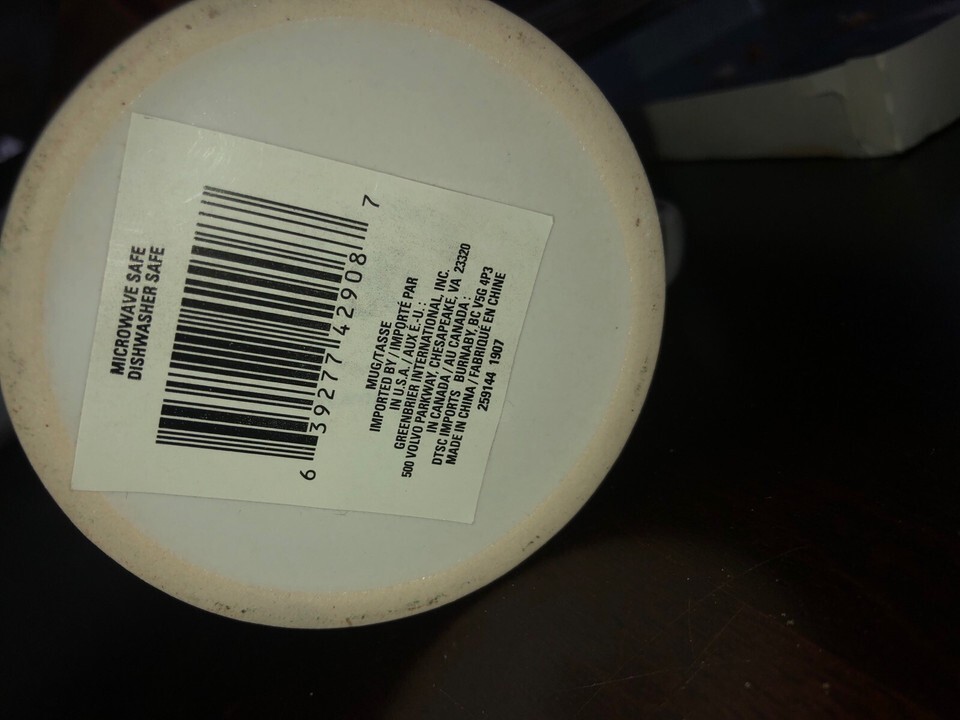 MICROWAVE SAFE
DISHWASHER SAFE
6 39277 42908 7
MUG/TASSE
IMPORTED BY / IMPORTÉ PAR
IN U.S.A. / AUX É.-U. :
GREENBRIER INTERNATIONAL, INC.
500 VOLVO PARKWAY, CHESAPEAKE, VA 23320
IN CANADA / AU CANADA :
DTSC IMPORTS BURNABY, BC V5G 4P3
MADE IN CHINA / FABRIQUÉ EN CHINE
259144 1907